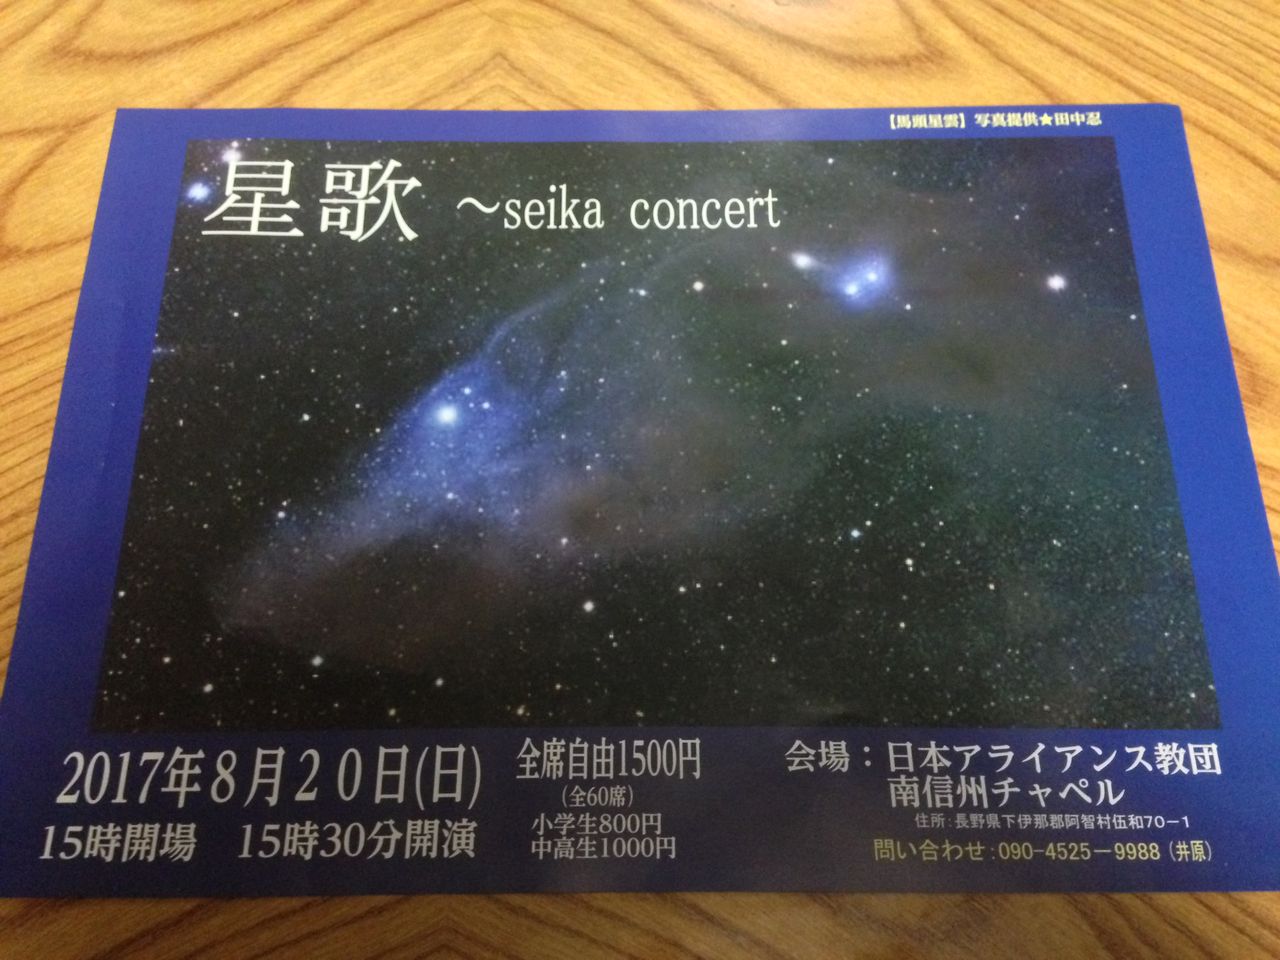 【馬頭星雲】 写真提供★田中忍
星歌 ～seika concert
2017年8月20日(日)
15時開場 15時30分開演
全席自由1500円
(全60席)
小学生800円
中高生1000円
会場：日本アライアンス教団
南信州チャペル
住所:長野県下伊那郡阿智村伍和70-1
問い合わせ:090-4525-9988（井原）